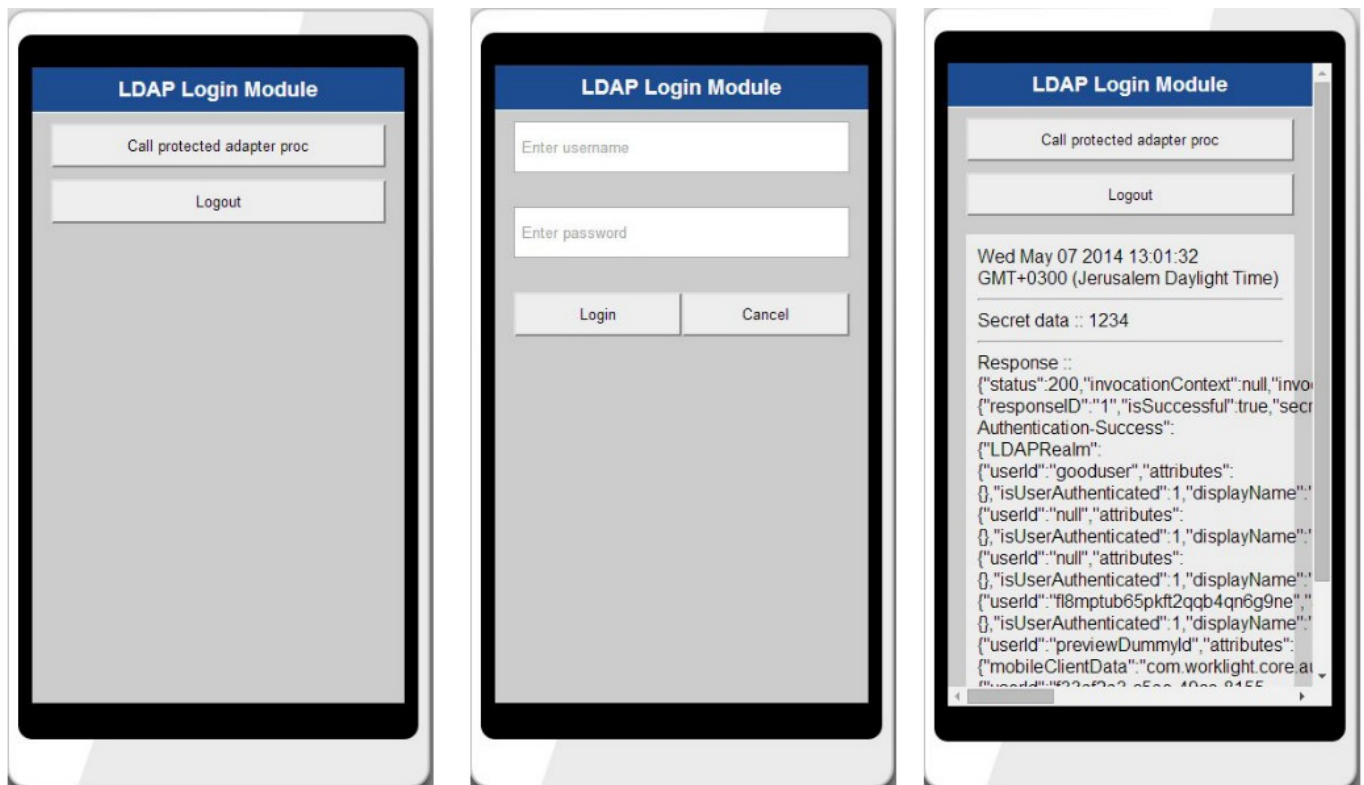 LDAP Login Module
Call protected adapter proc
Logout
LDAP Login Module
Enter username
Enter password
Login
Cancel
LDAP Login Module
Call protected adapter proc
Logout
Wed May 07 2014 13:01:32
GMT+0300 (Jerusalem Daylight Time)
Secret data :: 1234
Response ::
{"status":200,"invocationContext":null,"invo
{"responseID":"1","isSuccessful":true,"secr
Authentication-Success":
{"LDAPRealm":
{"userId":"gooduser","attributes":
{},"isUserAuthenticated":1,"displayName":"
{"userId":"null","attributes":
{},"isUserAuthenticated":1,"displayName":"
{"userId":"null","attributes":
{},"isUserAuthenticated":1,"displayName":"
{"userId":"fl8mptub65pkft2qqb4qn6g9ne","
{},"isUserAuthenticated":1,"displayName":"
{"userId":"previewDummyId","attributes":
{"mobileClientData":"com.worklight.core.au